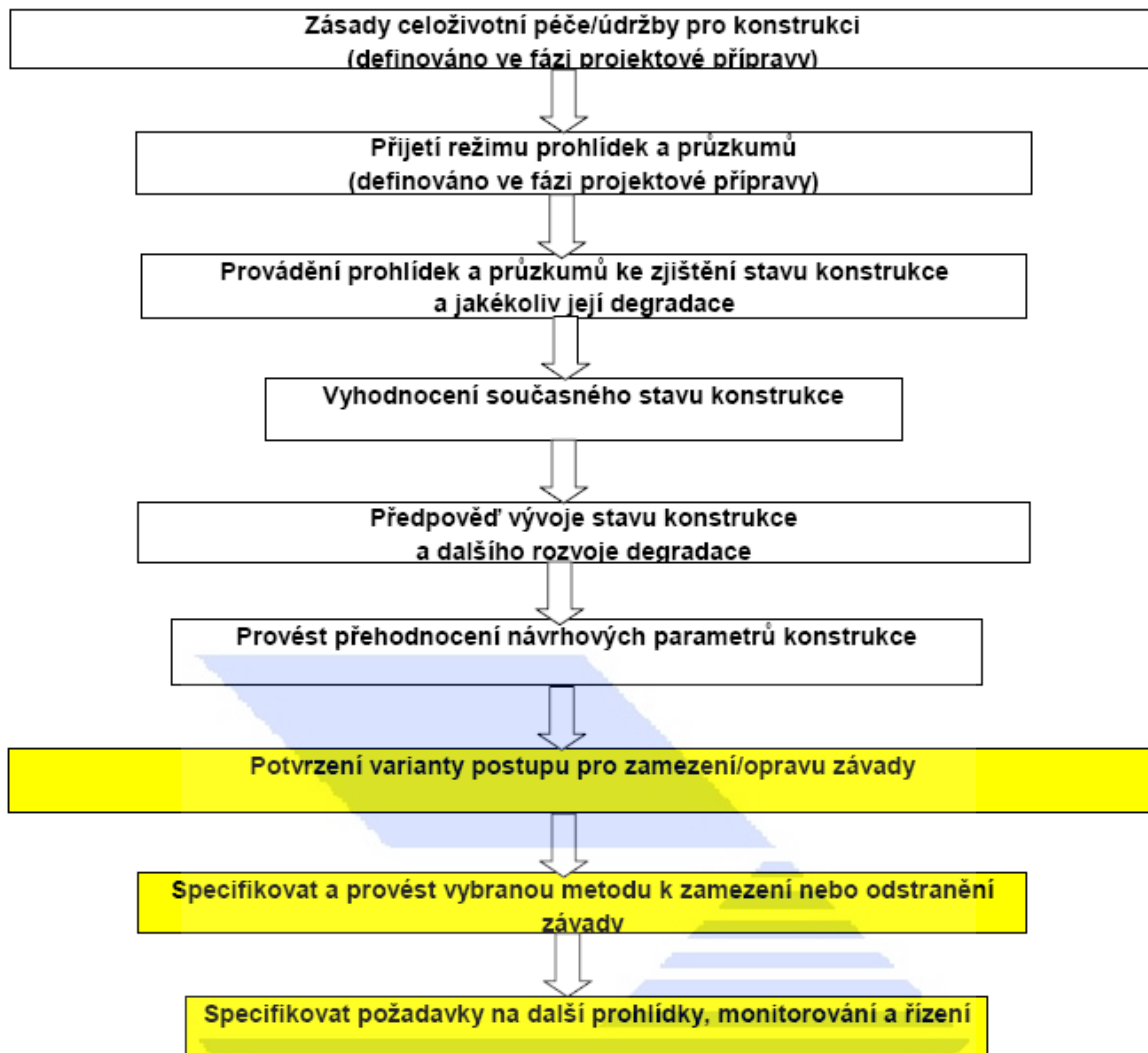 Zásady celoživotní péče/údržby pro konstrukci
(definováno ve fázi projektové přípravy)
Přijetí režimu prohlídek a průzkumů
(definováno ve fázi projektové přípravy)
Provádění prohlídek a průzkumů ke zjištění stavu konstrukce
a jakékoliv její degradace
Vyhodnocení současného stavu konstrukce
Předpověď vývoje stavu konstrukce
a dalšího rozvoje degradace
Provést přehodnocení návrhových parametrů konstrukce
Potvrzení varianty postupu pro zamezení/opravu závady
Specifikovat a provést vybranou metodu k zamezení nebo odstranění
závady
Specifikovat požadavky na další prohlídky, monitorování a řízení